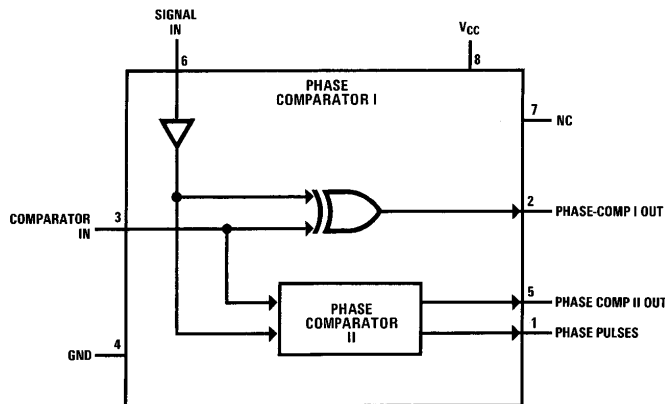 SIGNAL
IN
6
VCC
8
PHASE
COMPARATOR I
7
NC
2
PHASE-COMP I OUT
COMPARATOR
IN
3
PHASE
COMPARATOR
II
5
PHASE COMP II OUT
1
PHASE PULSES
4
GND